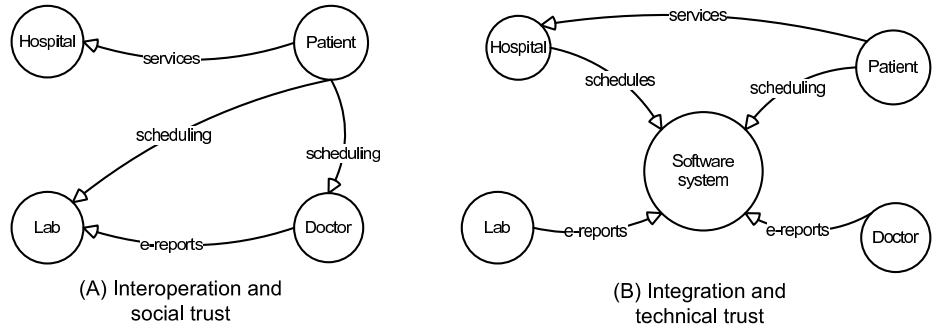 Hospital
services
Patient
scheduling
scheduling
Lab
e-reports
Doctor
(A) Interoperation and
social trust
services
Hospital
Patient
schedules
scheduling
Software
system
Lab
e-reports
e-reports
Doctor
(B) Integration and
technical trust